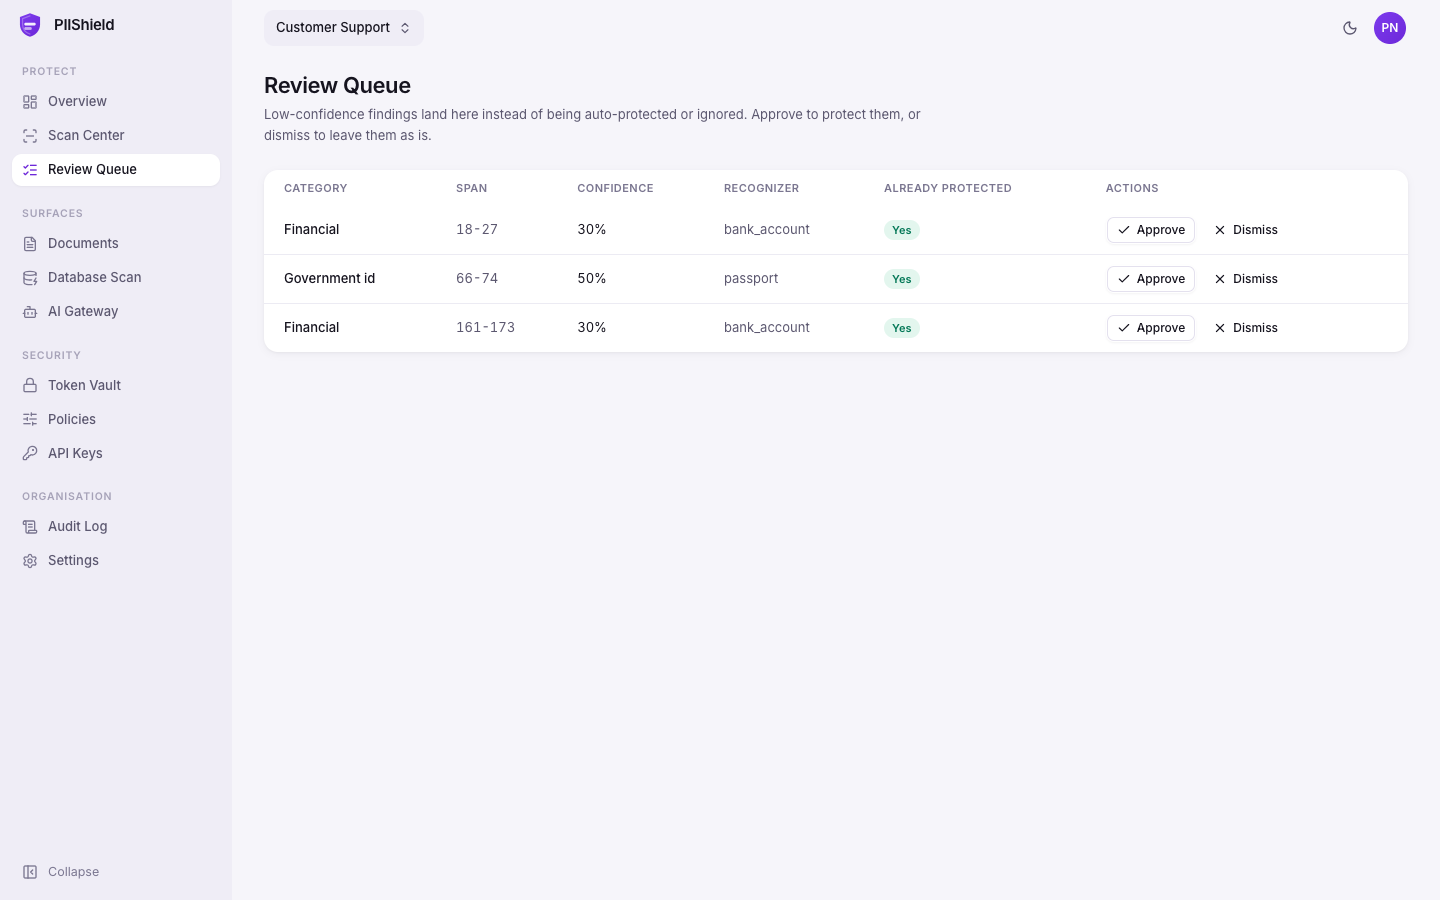 PIIShield
Customer Support
PN
PROTECT
Overview
Scan Center
Review Queue
SURFACES
Documents
Database Scan
AI Gateway
SECURITY
Token Vault
Policies
API Keys
ORGANISATION
Audit Log
Settings
Collapse
Review Queue
Low-confidence findings land here instead of being auto-protected or ignored. Approve to protect them, or
dismiss to leave them as is.
CATEGORY SPAN CONFIDENCE RECOGNIZER ALREADY PROTECTED ACTIONS
Financial 18-27 30% bank_account Yes Approve Dismiss
Government id 66-74 50% passport Yes Approve Dismiss
Financial 161-173 30% bank_account Yes Approve Dismiss